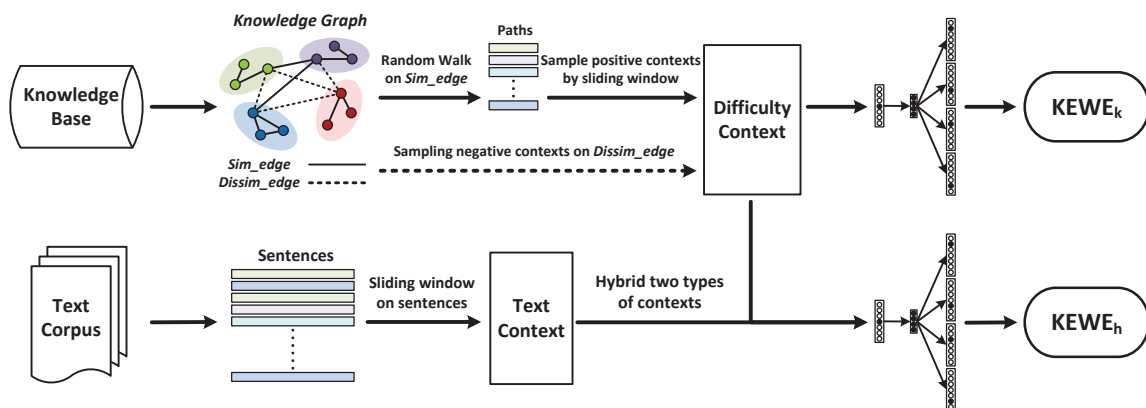 Knowledge Graph
Knowledge
Base
Sim_edge
Dissim_edge
Random Walk
on Sim_edge
Paths
Sample positive contexts
by sliding window
Sampling negative contexts on Dissim_edge
Difficulty
Context
KEWEk
Text
Corpus
Sentences
Sliding window
on sentences
Text
Context
Hybrid two types
of contexts
KEWEh